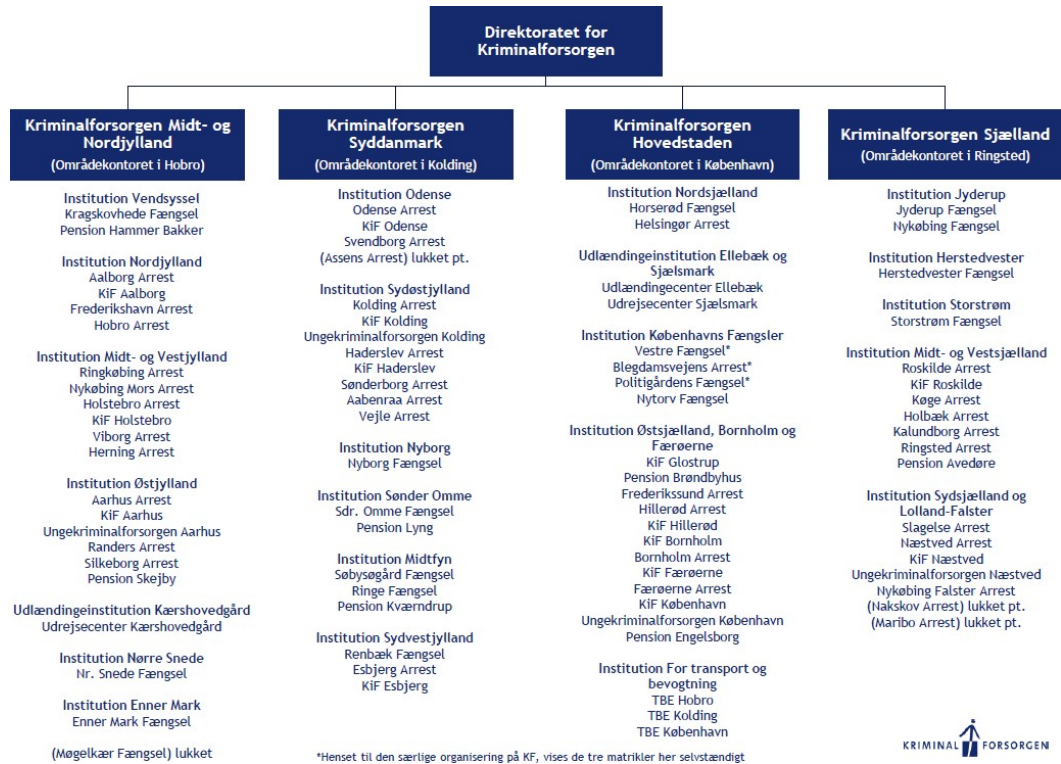 Direktoratet for
Kriminalforsorgen
Kriminalforsorgen Midt- og
Nordjylland
(Områdekontoret i Hobro)
Institution Vendsyssel
Kragskovhede Fængsel
Pension Hammer Bakker
Institution Nordjylland
Aalborg Arrest
KiF Aalborg
Frederikshavn Arrest
Hobro Arrest
Institution Midt- og Vestjylland
Ringkøbing Arrest
Nykøbing Mors Arrest
Holstebro Arrest
KiF Holstebro
Viborg Arrest
Herning Arrest
Institution Østjylland
Aarhus Arrest
KiF Aarhus
Ungekriminalforsorgen Aarhus
Randers Arrest
Silkeborg Arrest
Pension Skejby
Udlændingeinstitution Kærshovedgård
Udrejsecenter Kærshovedgård
Institution Nørre Snede
Nr. Snede Fængsel
Institution Enner Mark
Enner Mark Fængsel
(Møgelkær Fængsel) lukket
Kriminalforsorgen
Syddanmark
(Områdekontoret i Kolding)
Institution Odense
Odense Arrest
KiF Odense
Svendborg Arrest
(Assens Arrest) lukket pt.
Institution Sydøstjylland
Kolding Arrest
KiF Kolding
Ungekriminalforsorgen Kolding
Haderslev Arrest
KiF Haderslev
Sønderborg Arrest
Aabenraa Arrest
Vejle Arrest
Institution Nyborg
Nyborg Fængsel
Institution Sønder Omme
Sdr. Omme Fængsel
Pension Lyng
Institution Midtfyn
Søbysøgård Fængsel
Ringe Fængsel
Pension Kværndrup
Institution Sydvestjylland
Renbæk Fængsel
Esbjerg Arrest
KiF Esbjerg
Kriminalforsorgen
Hovedstaden
(Områdekontoret i København)
Institution Nordsjælland
Horserød Fængsel
Helsingør Arrest
Udlændingeinstitution Ellebæk og
Sjælsmark
Udlændingecenter Ellebæk
Udrejsecenter Sjælsmark
Institution Københavns Fængsler
Vestre Fængsel*
Blegdamsvejens Arrest*
Politigårdens Fængsel*
Nytorv Fængsel
Institution Østsjælland, Bornholm og
Færøerne
KiF Glostrup
Pension Brøndbyhus
Frederikssund Arrest
Hillerød Arrest
KiF Hillerød
KiF Bornholm
Bornholm Arrest
KiF Færøerne
Færøerne Arrest
KiF København
Ungekriminalforsorgen København
Pension Engelsborg
Institution For transport og
bevogtning
TBE Hobro
TBE Kolding
TBE København
Kriminalforsorgen Sjælland
(Områdekontoret i Ringsted)
Institution Jyderup
Jyderup Fængsel
Nykøbing Fængsel
Institution Herstedvester
Herstedvester Fængsel
Institution Storstrøm
Storstrøm Fængsel
Institution Midt- og Vestsjælland
Roskilde Arrest
KiF Roskilde
Køge Arrest
Holbæk Arrest
Kalundborg Arrest
Ringsted Arrest
Pension Avedøre
Institution Sydsjælland og
Lolland-Falster
Slagelse Arrest
Næstved Arrest
KiF Næstved
Ungekriminalforsorgen Næstved
Nykøbing Falster Arrest
(Nakskov Arrest) lukket pt.
(Maribo Arrest) lukket pt.
*Henset til den særlige organisering på KF, vises de tre matrikler her selvstændigt
KRIMINAL FORSORGEN